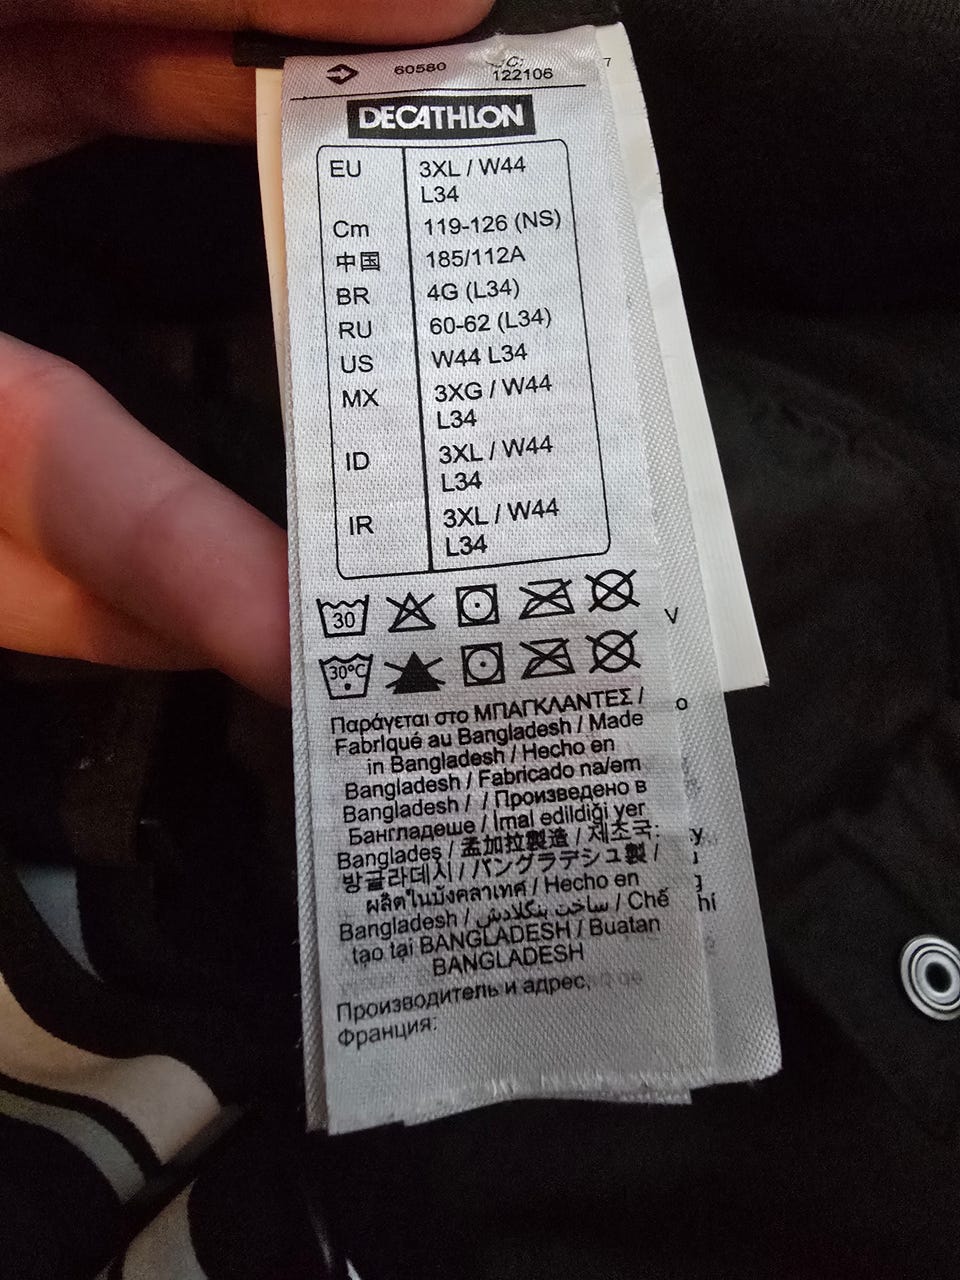 60580
122106
DECATHLON
EU 3XL / W44
L34
Cm 119-126 (NS)
中国 185/112A
BR 4G (L34)
RU 60-62 (L34)
US W44 L34
MX 3XG / W44
L34
ID 3XL / W44
L34
IR 3XL / W44
L34
30
30°C
Παράγεται στο ΜΠΑΓΚΛΑΝΤΕΣ /
Fabriqué au Bangladesh / Made
in Bangladesh / Hecho en
Bangladesh / Fabricado na/em
Bangladesh / / Произведено в
Бангладеше / İmal edildiği yer
Bangladeş / 孟加拉製造 / 제조국:
방글라데시 / / バングラデシュ製 /
ผลิตในบังคลาเทศ / Hecho en
Bangladesh / ساخت بنگلادش / Chế
tạo tại BANGLADESH / Buatan
BANGLADESH
Производитель и адрес,
Франция: